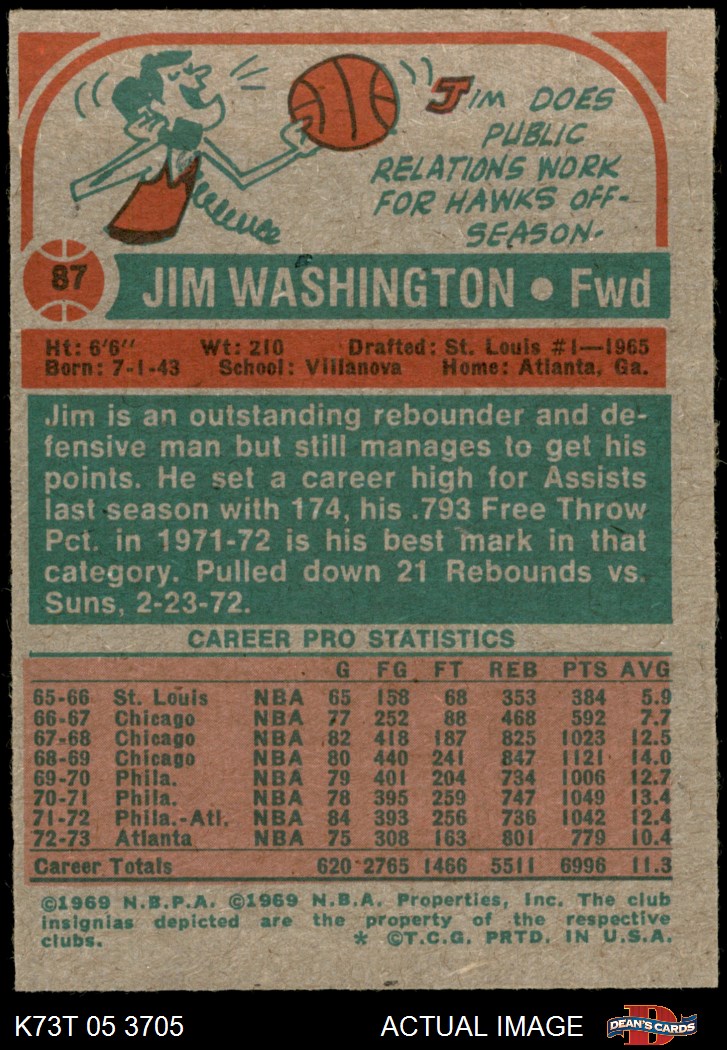 JIM DOES
PUBLIC
RELATIONS WORK
FOR HAWKS OFF-
SEASON.
87
JIM WASHINGTON • Fwd
Ht: 6'6" Wt: 210 Drafted: St. Louis #1—1965
Born: 7-1-43 School: Villanova Home: Atlanta, Ga.
Jim is an outstanding rebounder and de-
fensive man but still manages to get his
points. He set a career high for Assists
last season with 174, his .793 Free Throw
Pct. in 1971-72 is his best mark in that
category. Pulled down 21 Rebounds vs.
Suns, 2-23-72.
CAREER PRO STATISTICS
G FG FT REB PTS AVG
65-66 St. Louis NBA 65 158 68 353 384 5.9
66-67 Chicago NBA 77 252 88 468 592 7.7
67-68 Chicago NBA 82 418 187 825 1023 12.5
68-69 Chicago NBA 80 440 241 847 1121 14.0
69-70 Phila. NBA 79 401 204 734 1006 12.7
70-71 Phila. NBA 78 395 259 747 1049 13.4
71-72 Phila.-Atl. NBA 84 393 256 736 1042 12.4
72-73 Atlanta NBA 75 308 163 801 779 10.4
Career Totals 620 2765 1466 5511 6996 11.3
©1969 N.B.P.A. ©1969 N.B.A. Properties, Inc. The club
insignias depicted are the property of the respective
clubs. * ©T.C.G. PRTD. IN U.S.A.
K73T 05 3705 ACTUAL IMAGE DEAN'S CARDS